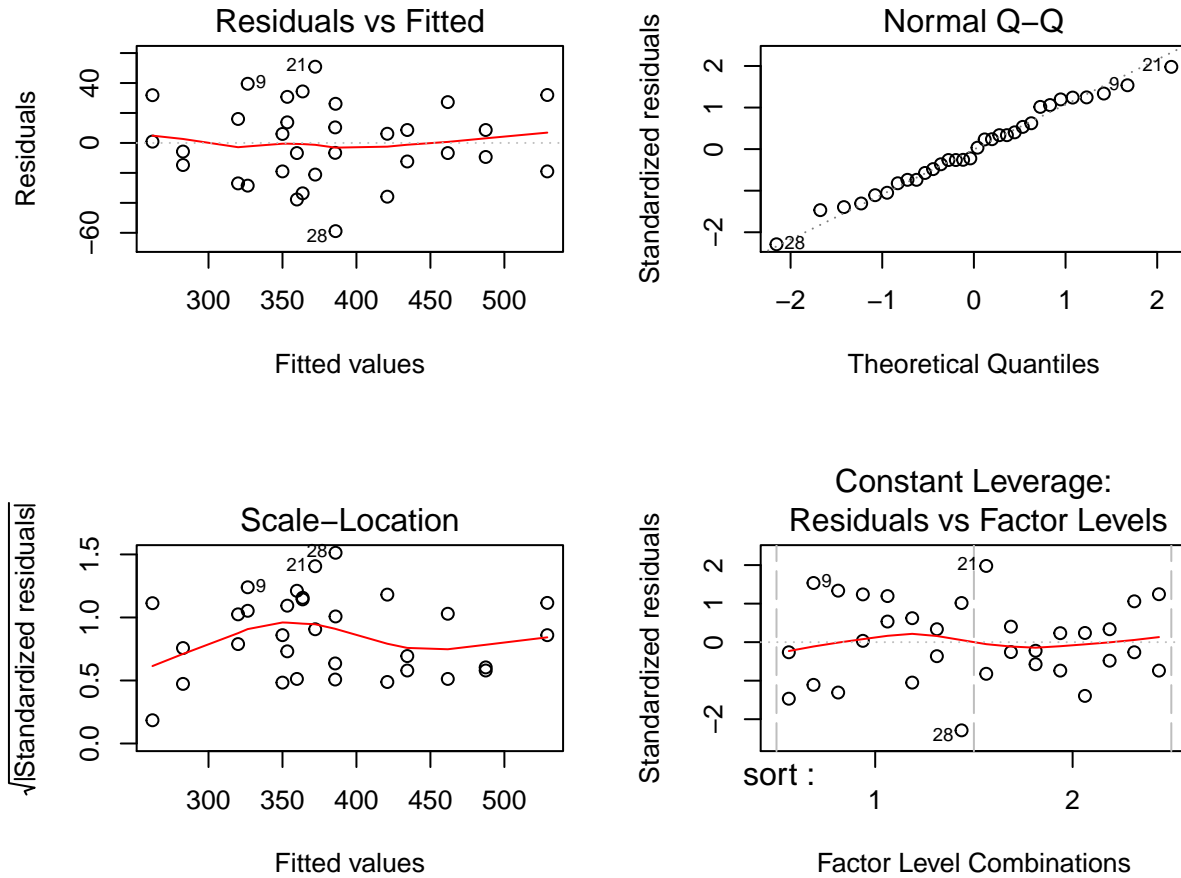 Residuals vs Fitted
Residuals
40
0
−60
21
9
28
300 350 400 450 500
Fitted values
Normal Q−Q
Standardized residuals
2
1
0
−2
21
9
28
−2 −1 0 1 2
Theoretical Quantiles
Scale−Location
√|Standardized residuals|
1.5
1.0
0.5
0.0
28
21
9
300 350 400 450 500
Fitted values
Constant Leverage:
Residuals vs Factor Levels
Standardized residuals
2
1
0
−2
21
9
28
sort :
1 2
Factor Level Combinations